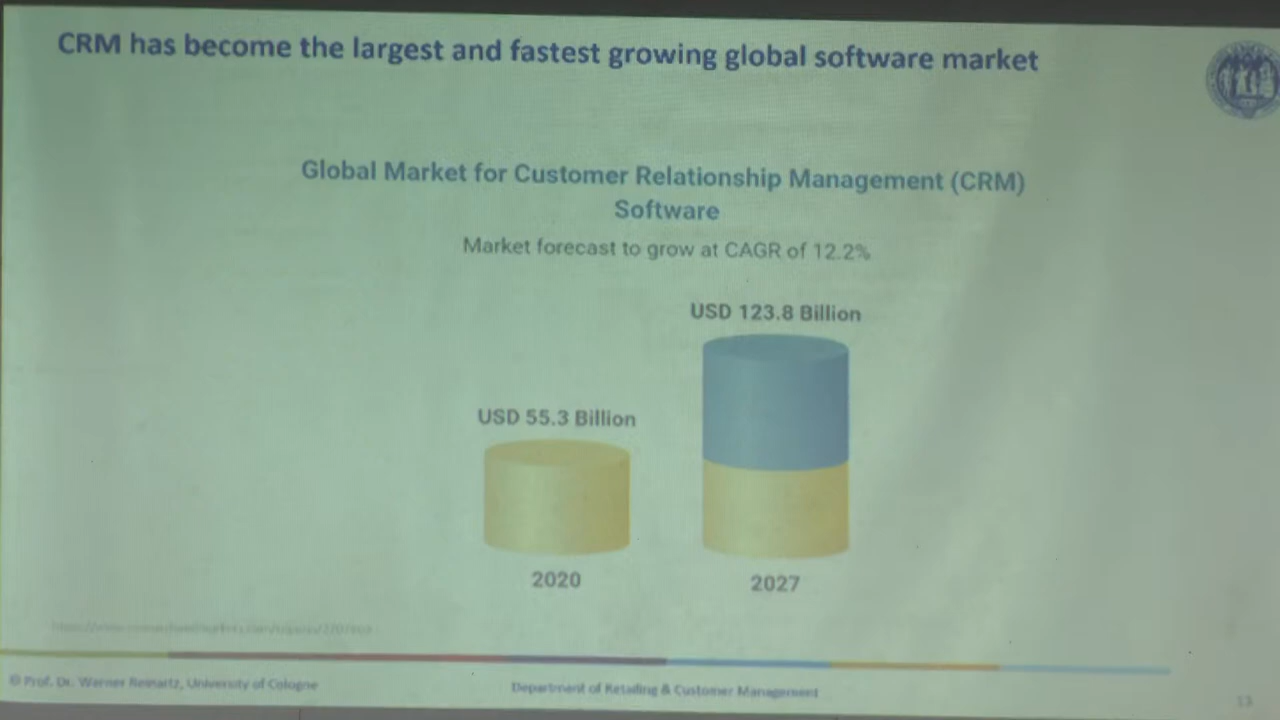 CRM has become the largest and fastest growing global software market
Global Market for Customer Relationship Management (CRM)
Software
Market forecast to grow at CAGR of 12.2%
USD 123.8 Billion
USD 55.3 Billion
2020
2027
© Prof. Dr. Werner Reinartz, University of Cologne
Department of Retailing & Customer Management
13